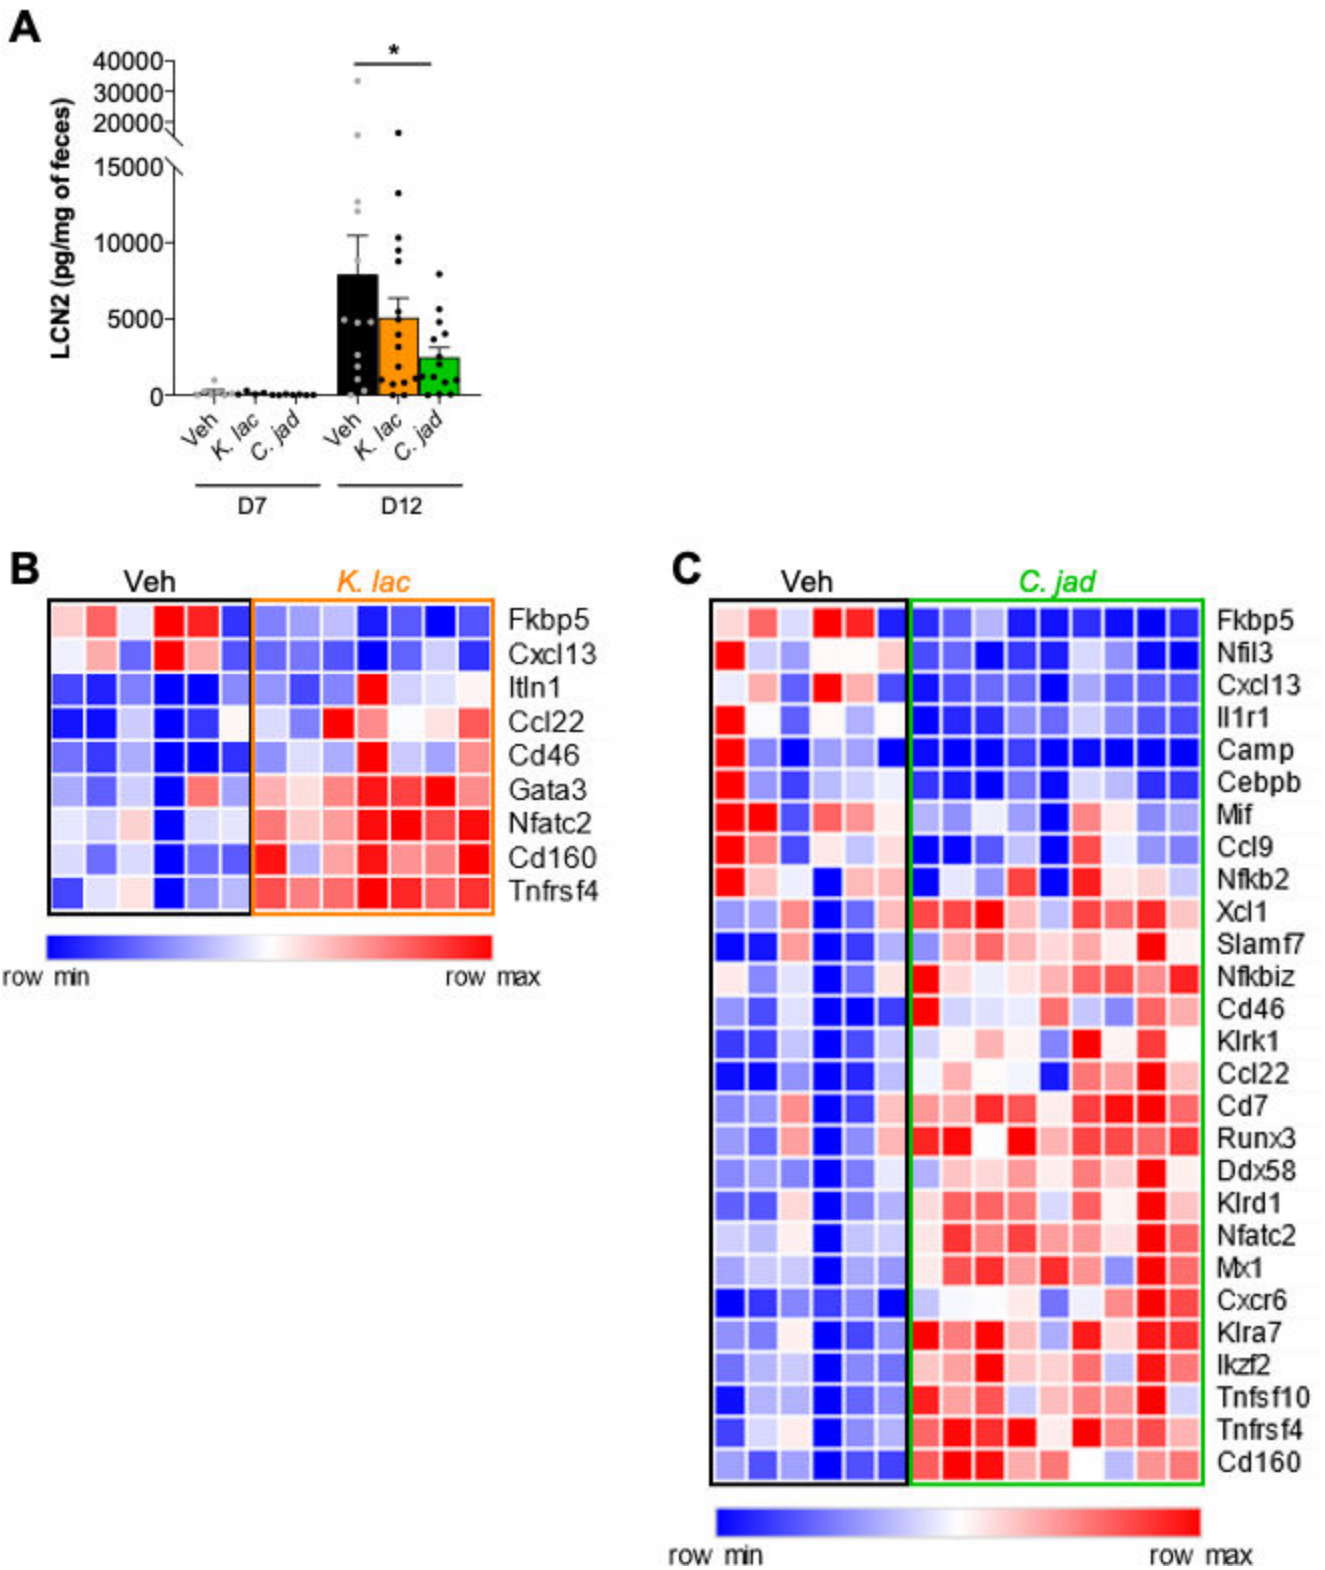 A
*
40000
30000
20000
15000
10000
5000
0
LCN2 (pg/mg of feces)
Veh
K. lac
C. jad
Veh
K. lac
C. jad
D7
D12
B
Veh
K. lac
Fkbp5
Cxcl13
Itln1
Ccl22
Cd46
Gata3
Nfatc2
Cd160
Tnfrsf4
row min
row max
C
Veh
C. jad
Fkbp5
Nfil3
Cxcl13
Il1r1
Camp
Cebpb
Mif
Ccl9
Nfkb2
Xcl1
Slamf7
Nfkbiz
Cd46
Klrk1
Ccl22
Cd7
Runx3
Ddx58
Klrd1
Nfatc2
Mx1
Cxcr6
Klra7
Ikzf2
Tnfsf10
Tnfrsf4
Cd160
row min
row max